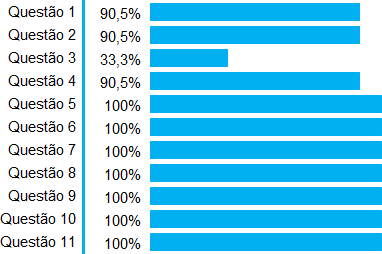 Questão 1 90,5%
Questão 2 90,5%
Questão 3 33,3%
Questão 4 90,5%
Questão 5 100%
Questão 6 100%
Questão 7 100%
Questão 8 100%
Questão 9 100%
Questão 10 100%
Questão 11 100%